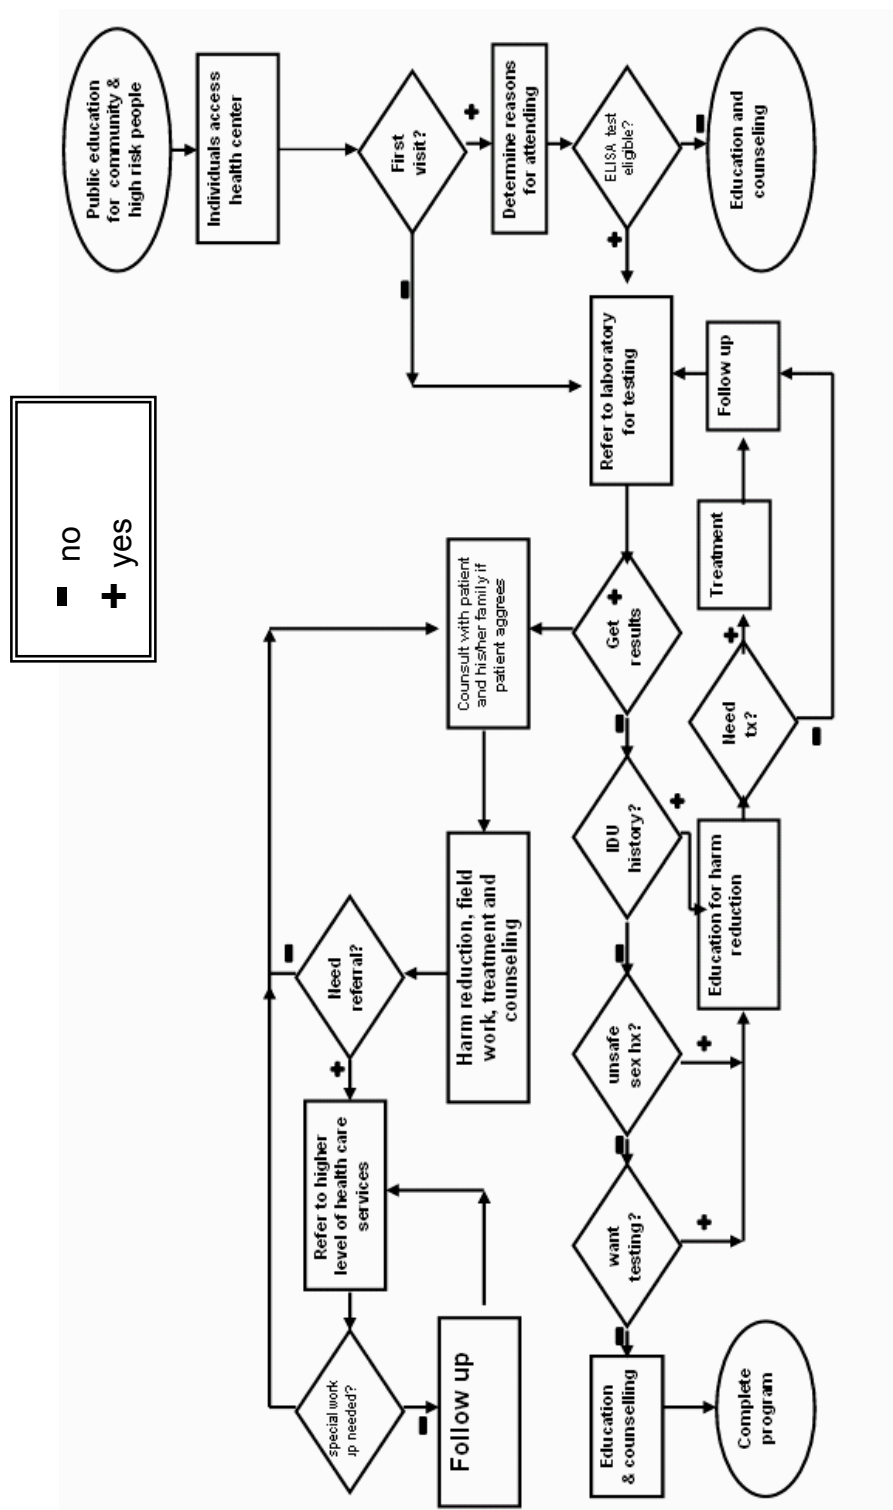 - no
+ yes
Public education
for community &
high risk people
Individuals access
health center
First
visit?
+
-
Determine reasons
for attending
ELISA test
eligible?
+
-
Education and
counseling
Refer to laboratory
for testing
Get
results
+
-
Counsult with patient
and his/her family if
patient aggrees
Harm reduction, field
work, treatment and
counseling
Need
referral?
-
+
Refer to higher
level of health care
services
special work
up needed?
-
Follow up
IDU
history?
+
-
unsafe
sex hx?
+
-
want
testing?
+
-
Education
& counselling
Complete
program
Education for harm
reduction
Need
tx?
+
-
Treatment
Follow up